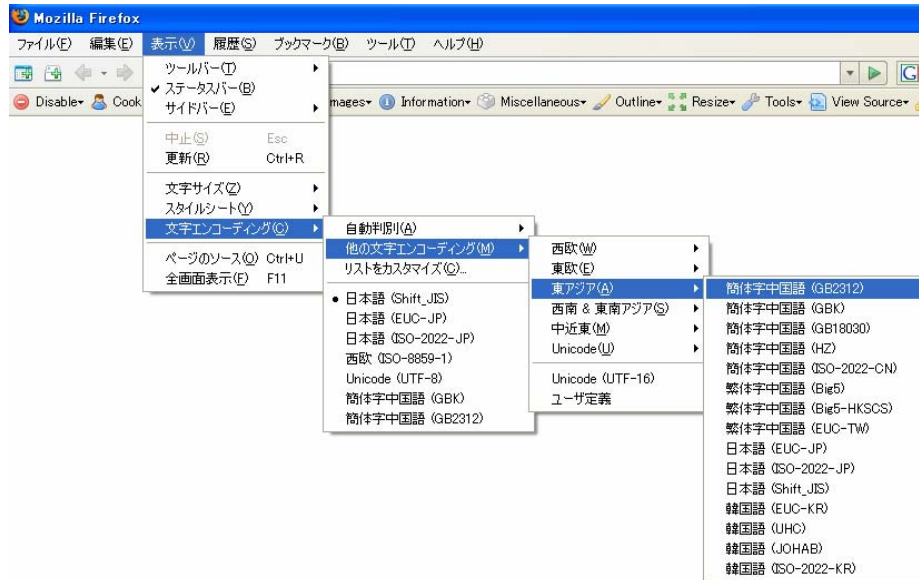 Mozilla Firefox
ファイル(F) 編集(E) 表示(V) 履歴(S) ブックマーク(B) ツール(T) ヘルプ(H)
ツールバー(T)
ステータスバー(B)
サイドバー(E)
Disable Cook
Information Miscellaneous Outline Resize Tools View Source
中止(S) Esc
更新(R) Ctrl+R
文字サイズ(Z)
スタイルシート(Y)
文字エンコーディング(C)
ページのソース(O) Ctrl+U
全画面表示(F) F11
自動判別(A)
他の文字エンコーディング(M)
リストをカスタマイズ(C)...
日本語 (Shift_JIS)
日本語 (EUC-JP)
日本語 (ISO-2022-JP)
西欧 (ISO-8859-1)
Unicode (UTF-8)
簡体字中国語 (GBK)
簡体字中国語 (GB2312)
西欧(W)
東欧(E)
東アジア(A)
西南 & 東南アジア(S)
中近東(M)
Unicode(U)
Unicode (UTF-16)
ユーザ定義
簡体字中国語 (GB2312)
簡体字中国語 (GBK)
簡体字中国語 (GB18030)
簡体字中国語 (HZ)
簡体字中国語 (ISO-2022-CN)
繁体字中国語 (Big5)
繁体字中国語 (Big5-HKSCS)
繁体字中国語 (EUC-TW)
日本語 (EUC-JP)
日本語 (ISO-2022-JP)
日本語 (Shift_JIS)
韓国語 (EUC-KR)
韓国語 (UHC)
韓国語 (JOHAB)
韓国語 (ISO-2022-KR)